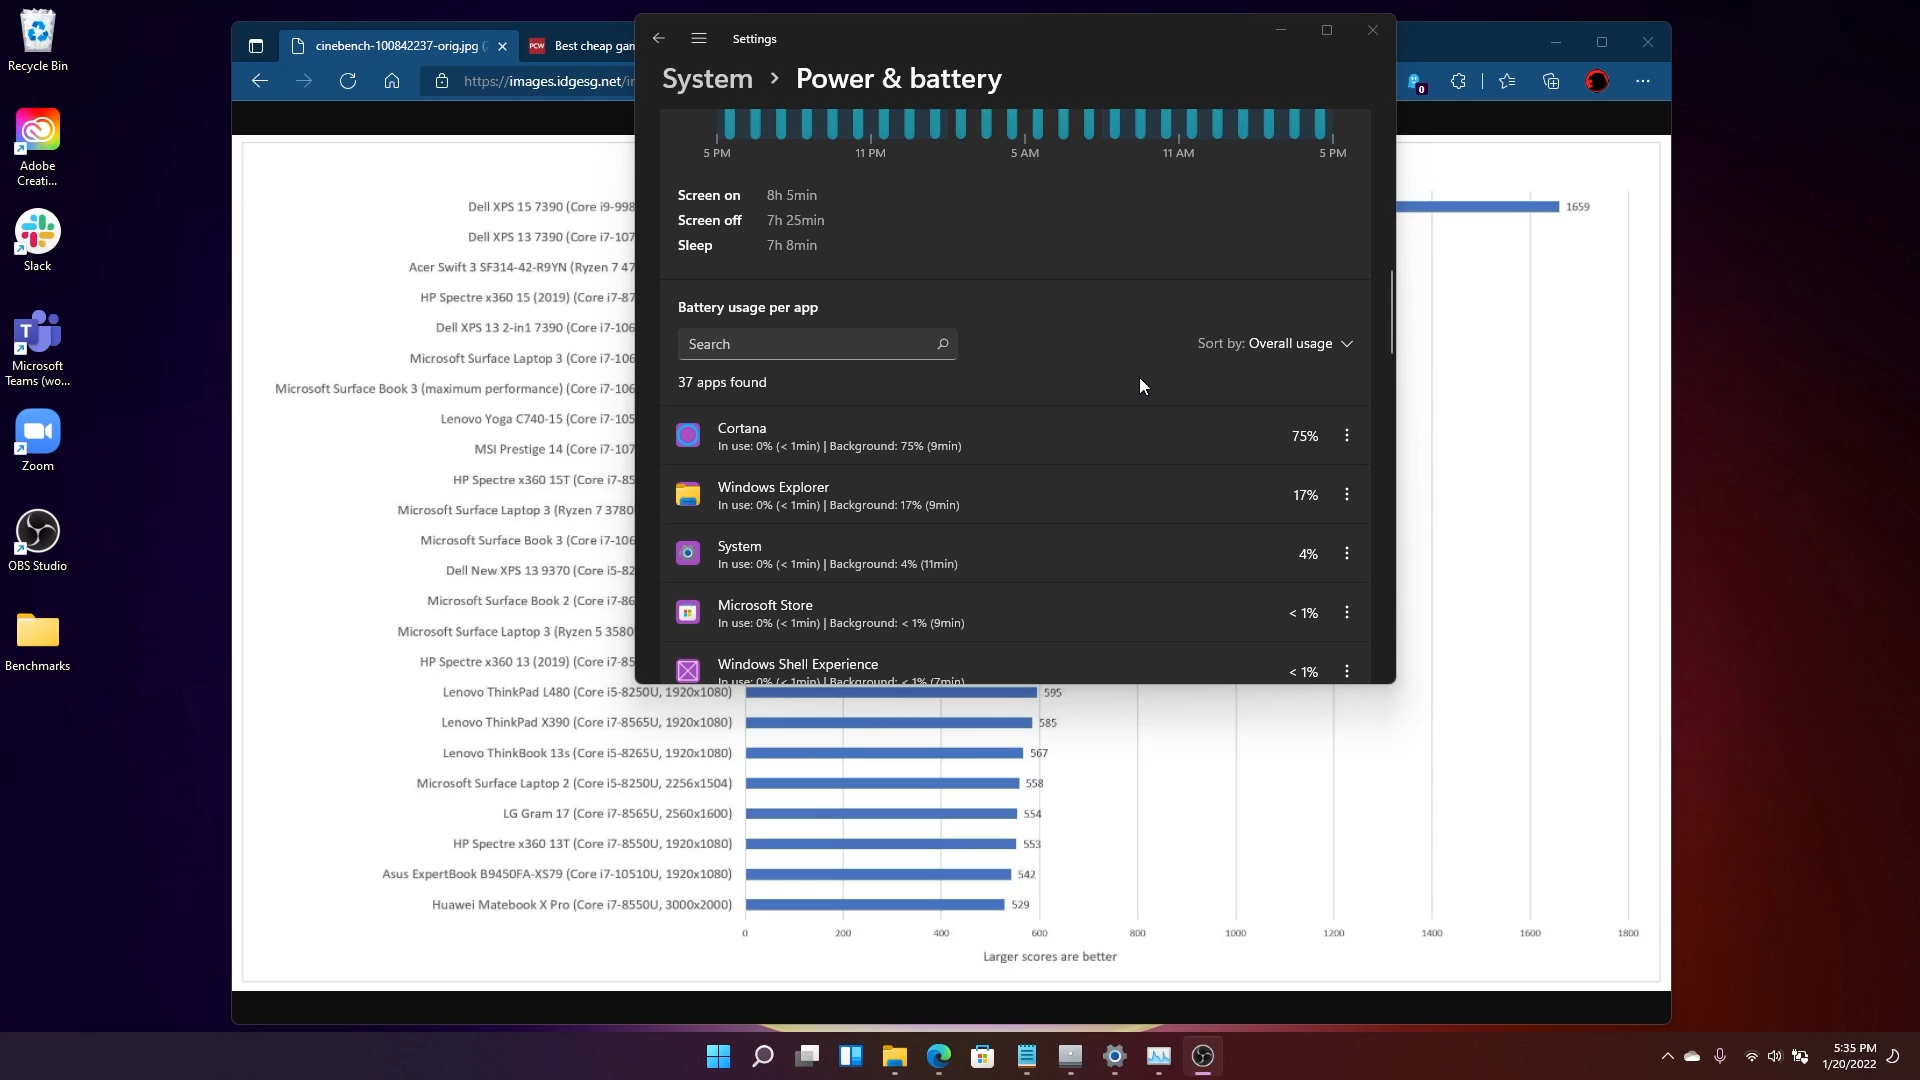 Recycle Bin
Adobe
Creati...
Slack
Microsoft
Teams (wo...
Zoom
OBS Studio
Benchmarks
cinebench-100842237-orig.jpg (
PCW
Best cheap gan
https://images.idgesg.net/
0
Settings
System > Power & battery
5 PM 11 PM 5 AM 11 AM 5 PM
Screen on 8h 5min
Screen off 7h 25min
Sleep 7h 8min
Battery usage per app
Search
Sort by: Overall usage
37 apps found
Cortana
In use: 0% (< 1min) | Background: 75% (9min)
75%
Windows Explorer
In use: 0% (< 1min) | Background: 17% (9min)
17%
System
In use: 0% (< 1min) | Background: 4% (11min)
4%
Microsoft Store
In use: 0% (< 1min) | Background: < 1% (9min)
< 1%
Windows Shell Experience
In use: 0% (< 1min) | Background: < 1% (7min)
< 1%
Dell XPS 15 7390 (Core i9-998
1659
Dell XPS 13 7390 (Core i7-107
Acer Swift 3 SF314-42-R9YN (Ryzen 7 47
HP Spectre x360 15 (2019) (Core i7-87
Dell XPS 13 2-in1 7390 (Core i7-106
Microsoft Surface Laptop 3 (Core i7-106
Microsoft Surface Book 3 (maximum performance) (Core i7-106
Lenovo Yoga C740-15 (Core i7-105
MSI Prestige 14 (Core i7-107
HP Spectre x360 15T (Core i7-85
Microsoft Surface Laptop 3 (Ryzen 7 3780
Microsoft Surface Book 3 (Core i7-106
Dell New XPS 13 9370 (Core i5-82
Microsoft Surface Book 2 (Core i7-86
Microsoft Surface Laptop 3 (Ryzen 5 3580
HP Spectre x360 13 (2019) (Core i7-85
Lenovo ThinkPad L480 (Core i5-8250U, 1920x1080) 595
Lenovo ThinkPad X390 (Core i7-8565U, 1920x1080) 585
Lenovo ThinkBook 13s (Core i5-8265U, 1920x1080) 567
Microsoft Surface Laptop 2 (Core i5-8250U, 2256x1504) 558
LG Gram 17 (Core i7-8565U, 2560x1600) 554
HP Spectre x360 13T (Core i7-8550U, 1920x1080) 553
Asus ExpertBook B9450FA-XS79 (Core i7-10510U, 1920x1080) 542
Huawei Matebook X Pro (Core i7-8550U, 3000x2000) 529
0 200 400 600 800 1000 1200 1400 1600 1800
Larger scores are better
5:35 PM
1/20/2022